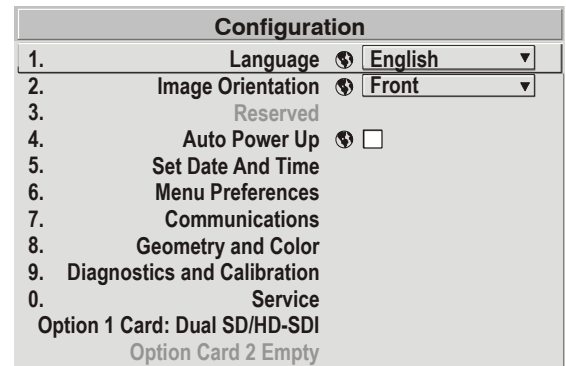 Configuration
1. Language English
2. Image Orientation Front
3. Reserved
4. Auto Power Up
5. Set Date And Time
6. Menu Preferences
7. Communications
8. Geometry and Color
9. Diagnostics and Calibration
0. Service
Option 1 Card: Dual SD/HD-SDI
Option Card 2 Empty